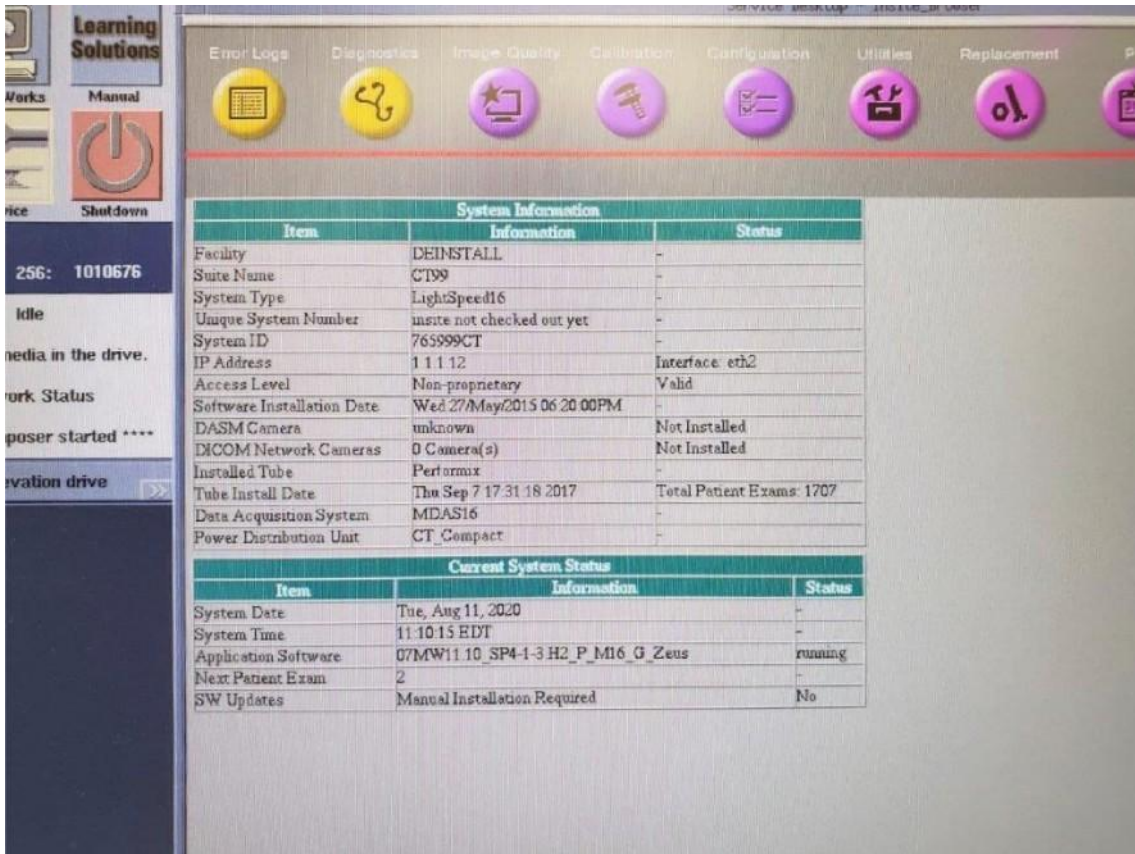 Service Desktop - Insite_Browser
Learning
Solutions
Works
Manual
Shutdown
256: 1010676
Idle
media in the drive.
Status
started ****
drive
Error Logs
Diagnostics
Image Quality
Calibration
Configuration
Utilities
Replacement
System Information
Item Information Status
Facility DEINSTALL -
Suite Name CT99 -
System Type LightSpeed16 -
Unique System Number insite not checked out yet -
System ID 765999CT -
IP Address 1.1.1.12 Interface: eth2
Access Level Non-proprietary Valid
Software Installation Date Wed 27/May/2015 06:20:00PM -
DASM Camera unknown Not Installed
DICOM Network Cameras 0 Camera(s) Not Installed
Installed Tube Performix -
Tube Install Date Thu Sep 7 17:31:18 2017 Total Patient Exams: 1707
Data Acquisition System MDAS16 -
Power Distribution Unit CT_Compact -
Current System Status
Item Information Status
System Date Tue, Aug 11, 2020 -
System Time 11:10:15 EDT -
Application Software 07MW11.10_SP4-1-3.H2_P_M16_G_Zeus running
Next Patient Exam 2 -
SW Updates Manual Installation Required No